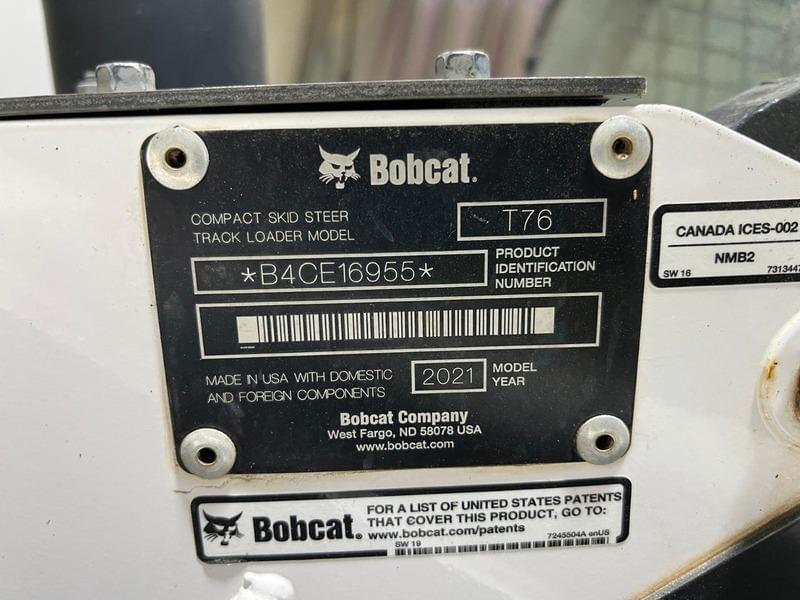 Bobcat.
COMPACT SKID STEER
TRACK LOADER MODEL
T76
*B4CE16955*
PRODUCT
IDENTIFICATION
NUMBER
MADE IN USA WITH DOMESTIC
AND FOREIGN COMPONENTS
2021
MODEL
YEAR
Bobcat Company
West Fargo, ND 58078 USA
www.bobcat.com
CANADA ICES-002
NMB2
SW 16
7313447
Bobcat.
FOR A LIST OF UNITED STATES PATENTS
THAT COVER THIS PRODUCT, GO TO:
www.bobcat.com/patents
SW 19
7245504A enUS